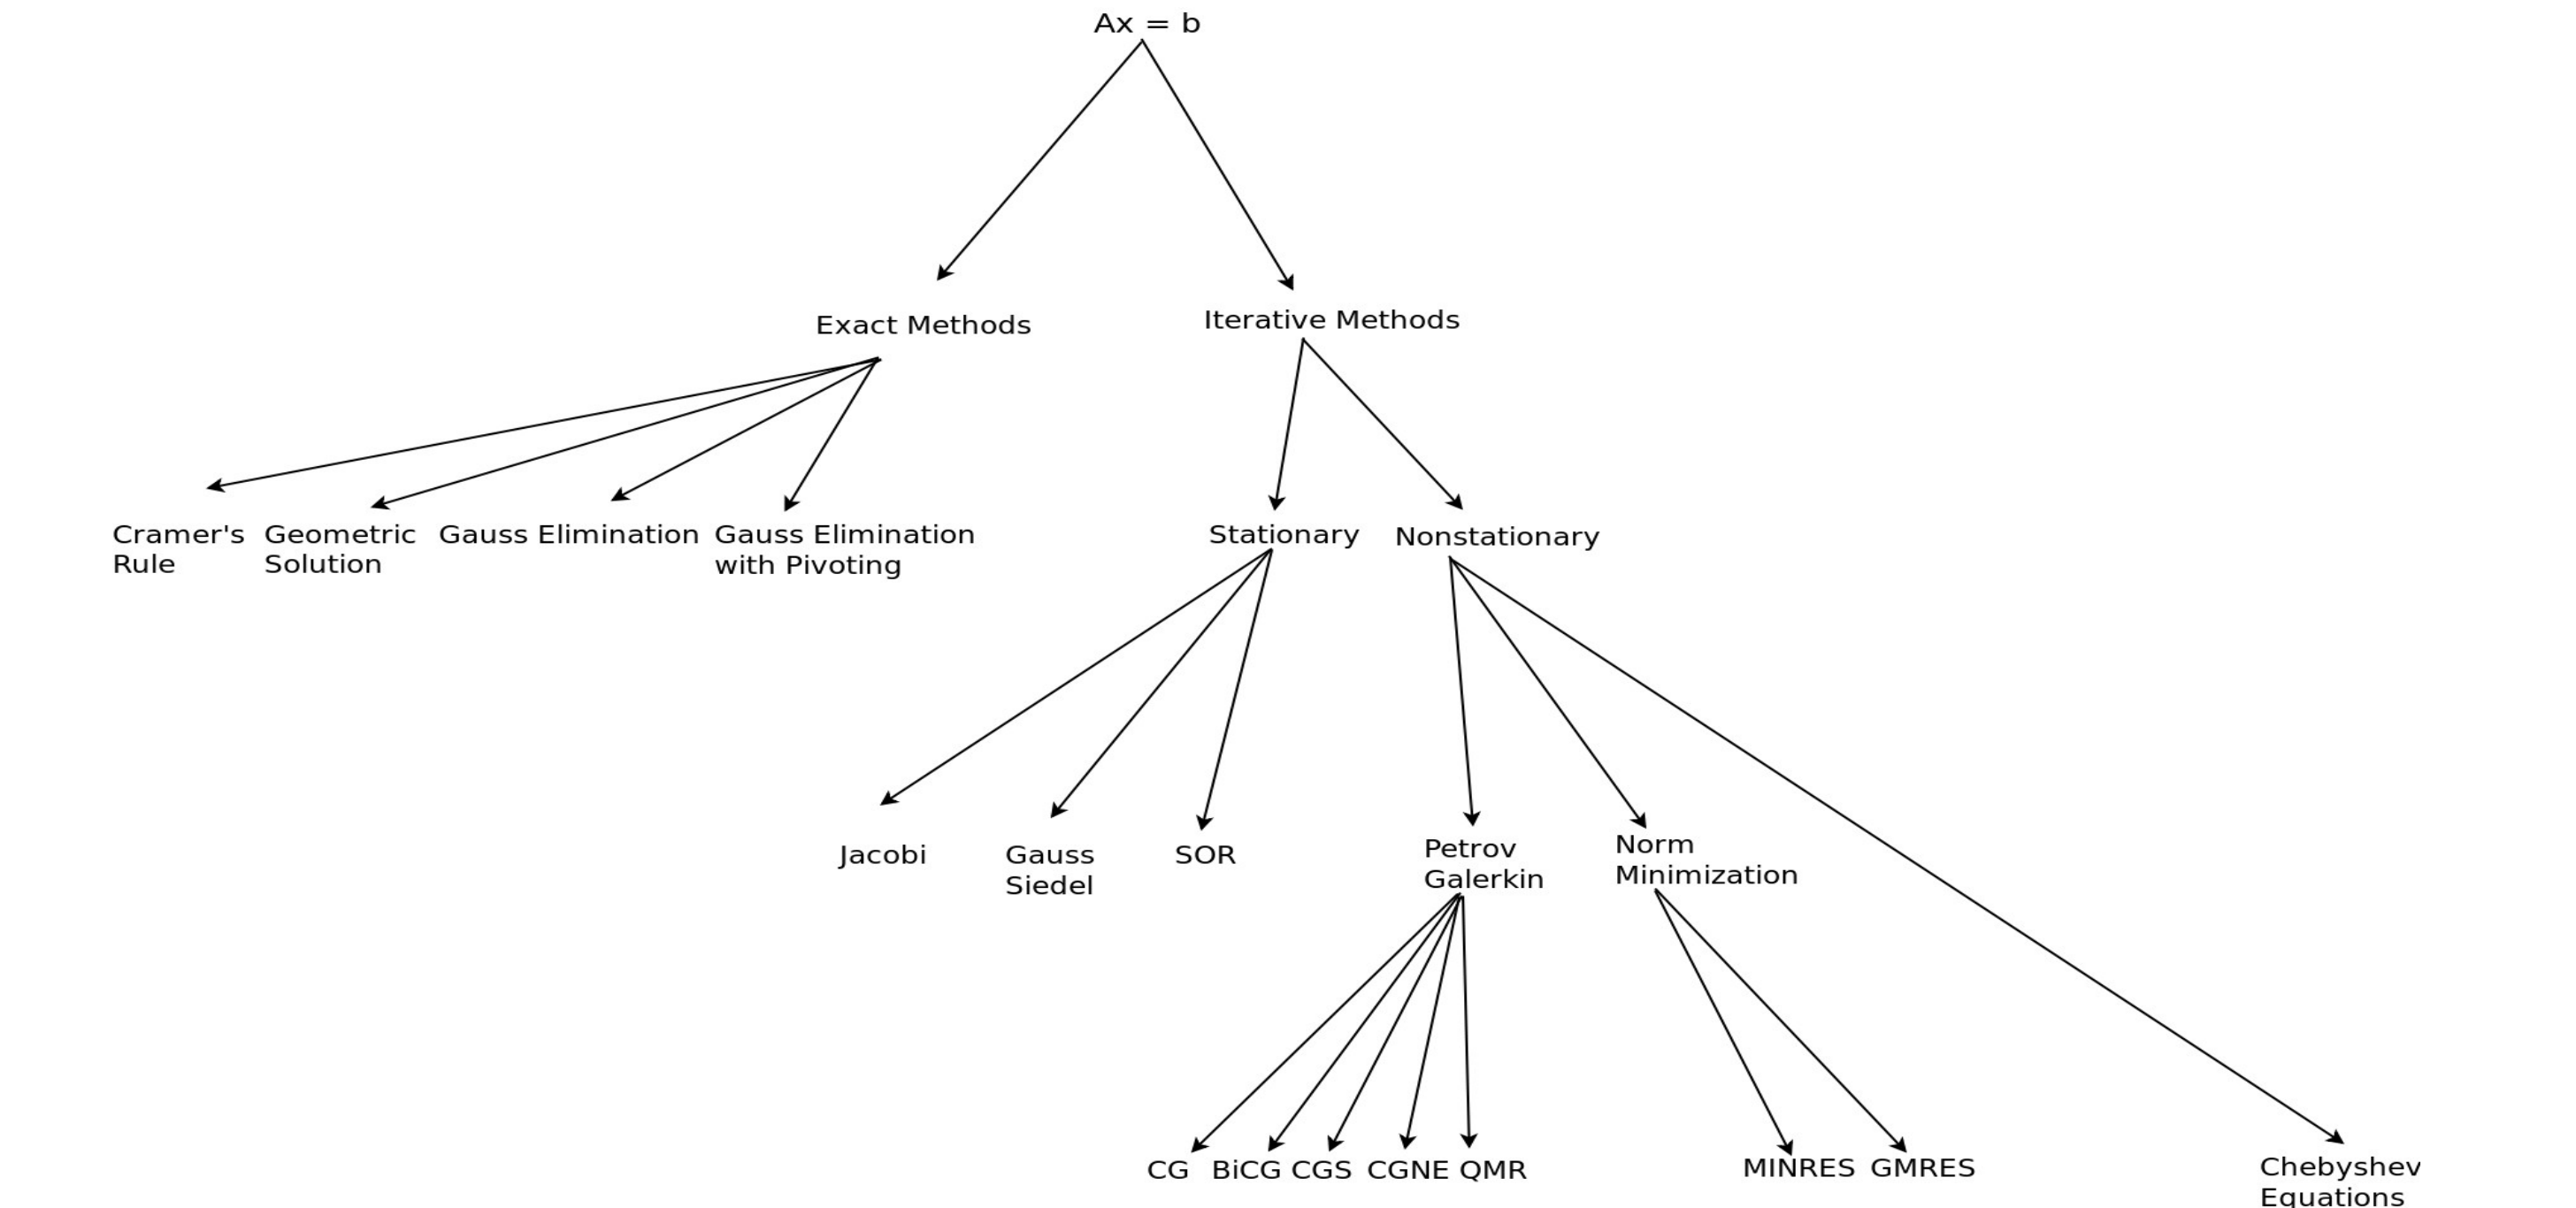 Ax = b
Exact Methods
Iterative Methods
Cramer's
Rule
Geometric
Solution
Gauss Elimination
Gauss Elimination
with Pivoting
Stationary
Nonstationary
Jacobi
Gauss
Siedel
SOR
Petrov
Galerkin
Norm
Minimization
CG
BiCG
CGS
CGNE
QMR
MINRES
GMRES
Chebyshev
Equations